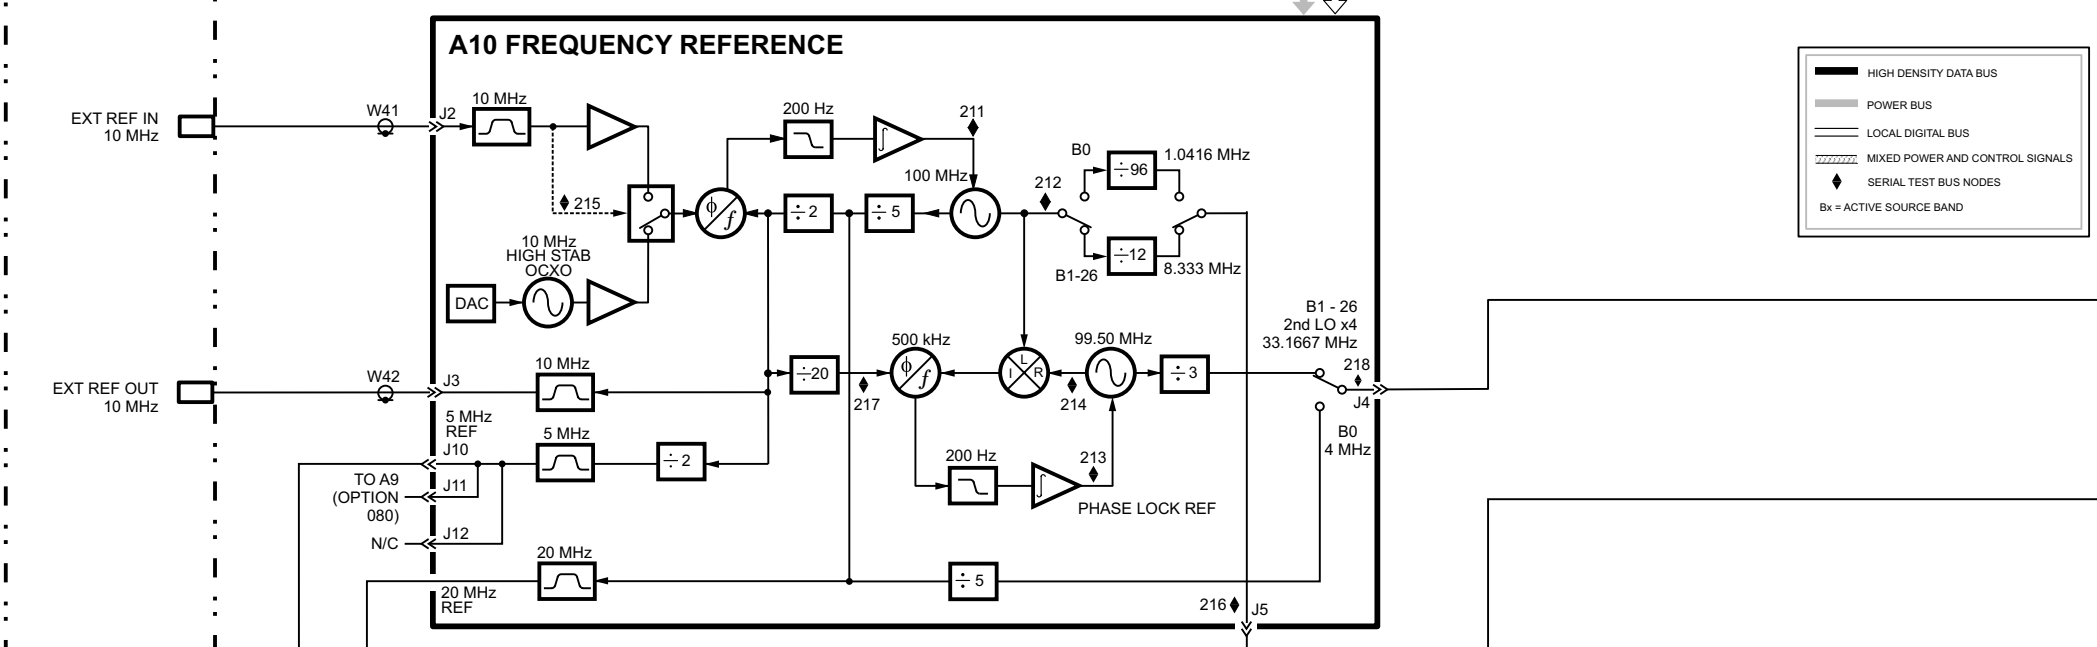 A10 FREQUENCY REFERENCE
HIGH DENSITY DATA BUS
POWER BUS
LOCAL DIGITAL BUS
MIXED POWER AND CONTROL SIGNALS
SERIAL TEST BUS NODES
Bx = ACTIVE SOURCE BAND
EXT REF IN
10 MHz
W41
J2
10 MHz
215
200 Hz
211
100 MHz
212
B0
÷96
1.0416 MHz
ϕ
f
÷2
÷5
B1-26
÷12
8.333 MHz
10 MHz
HIGH STAB
OCXO
DAC
B1 - 26
2nd LO x4
33.1667 MHz
218
J4
B0
4 MHz
EXT REF OUT
10 MHz
W42
J3
10 MHz
÷20
217
500 kHz
ϕ
f
L
I
R
214
99.50 MHz
÷3
5 MHz
REF
J10
5 MHz
÷2
TO A9
(OPTION
080)
J11
N/C
J12
200 Hz
213
PHASE LOCK REF
20 MHz
÷5
20 MHz
REF
216
J5